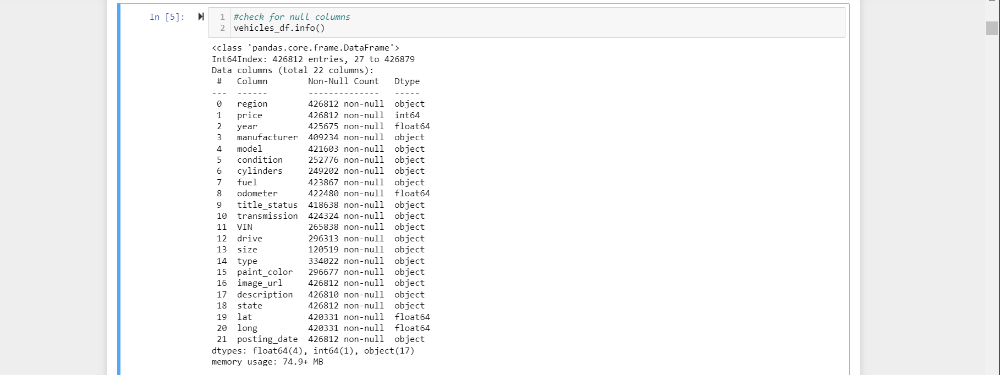 In [5]:
1 #check for null columns
2 vehicles_df.info()
<class 'pandas.core.frame.DataFrame'>
Int64Index: 426812 entries, 27 to 426879
Data columns (total 22 columns):
 #   Column        Non-Null Count   Dtype
---  ------        --------------   -----
 0   region        426812 non-null  object
 1   price         426812 non-null  int64
 2   year          425675 non-null  float64
 3   manufacturer  409234 non-null  object
 4   model         421603 non-null  object
 5   condition     252776 non-null  object
 6   cylinders     249202 non-null  object
 7   fuel          423867 non-null  object
 8   odometer      422480 non-null  float64
 9   title_status  418638 non-null  object
 10  transmission  424324 non-null  object
 11  VIN           265838 non-null  object
 12  drive         296313 non-null  object
 13  size          120519 non-null  object
 14  type          334022 non-null  object
 15  paint_color   296677 non-null  object
 16  image_url     426812 non-null  object
 17  description   426810 non-null  object
 18  state         426812 non-null  object
 19  lat           420331 non-null  float64
 20  long          420331 non-null  float64
 21  posting_date  426812 non-null  object
dtypes: float64(4), int64(1), object(17)
memory usage: 74.9+ MB